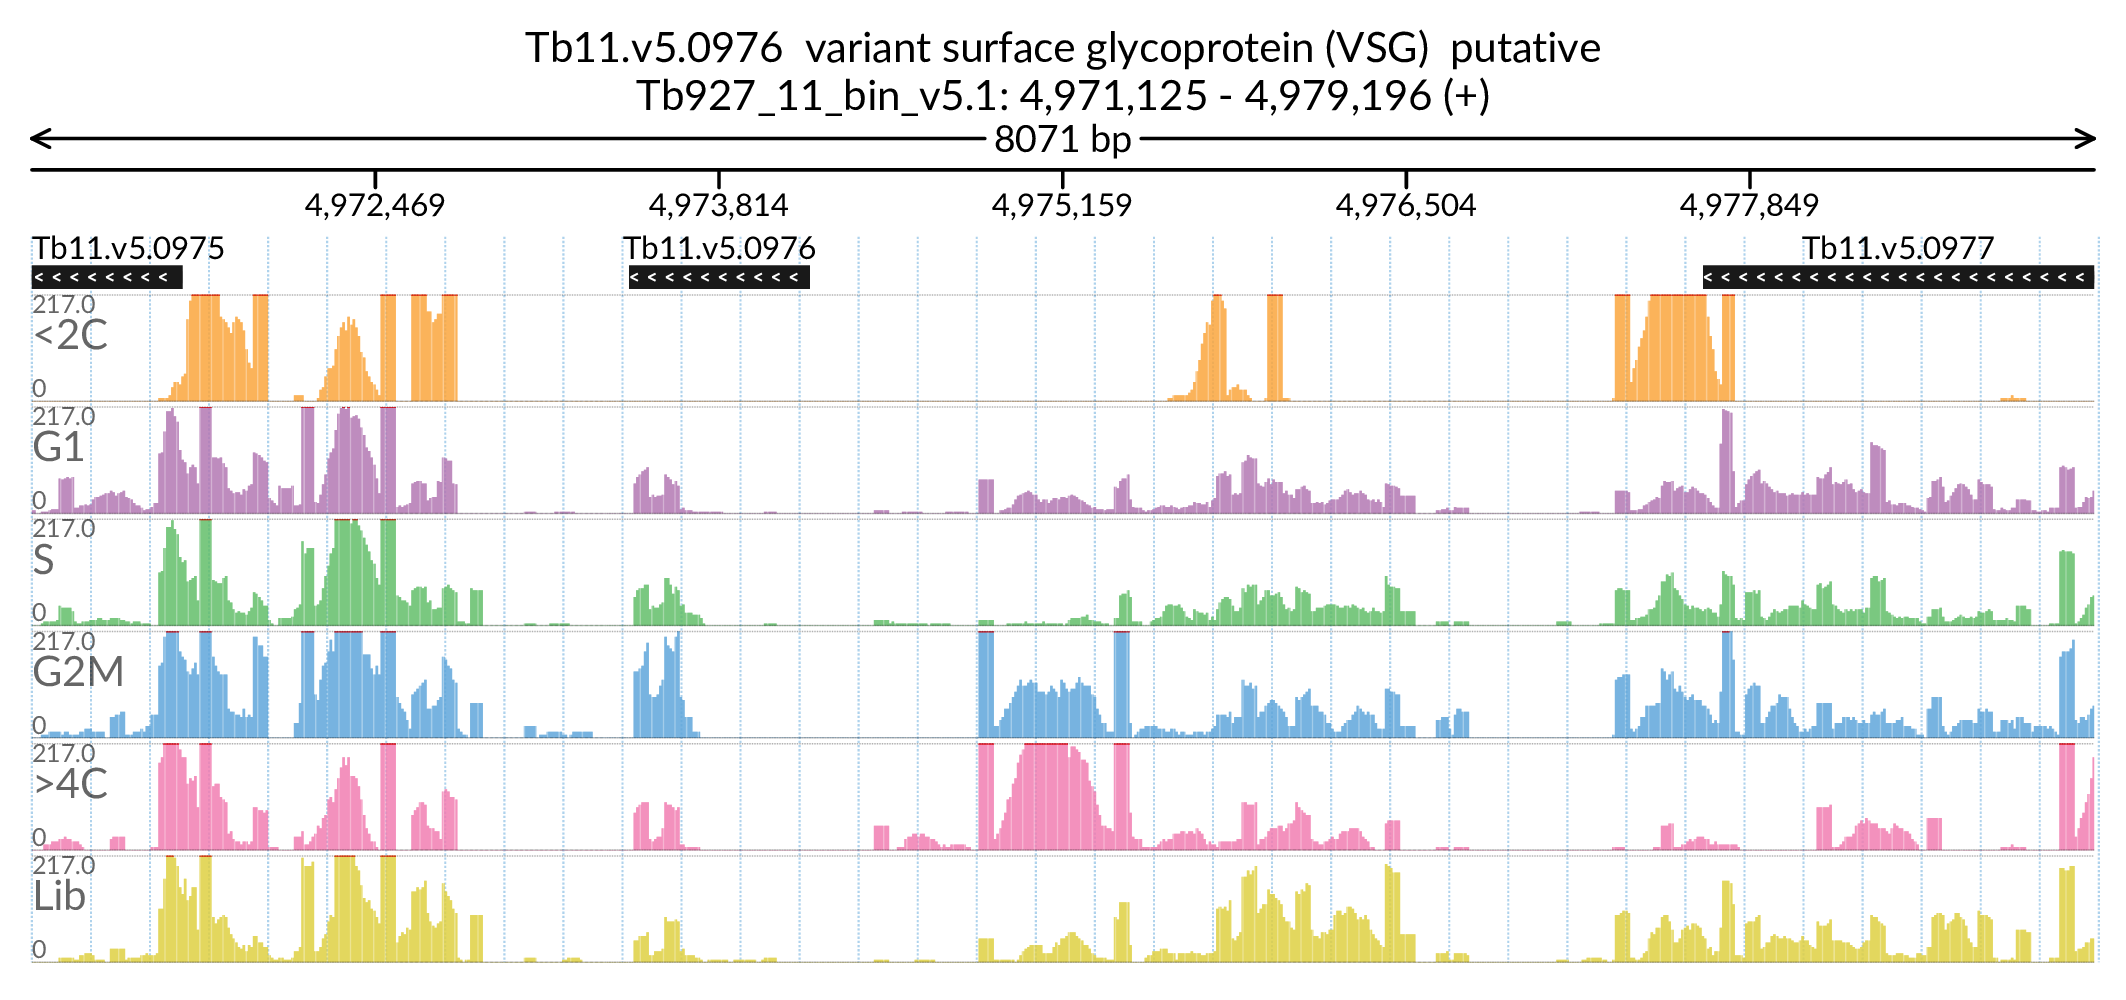 Tb11.v5.0976  variant surface glycoprotein (VSG)  putative
Tb927_11_bin_v5.1: 4,971,125 - 4,979,196 (+)
8071 bp
4,972,469 4,973,814 4,975,159 4,976,504 4,977,849
Tb11.v5.0975 Tb11.v5.0976 Tb11.v5.0977
217.0
<2C
0
217.0
G1
0
217.0
S
0
217.0
G2M
0
217.0
>4C
0
217.0
Lib
0